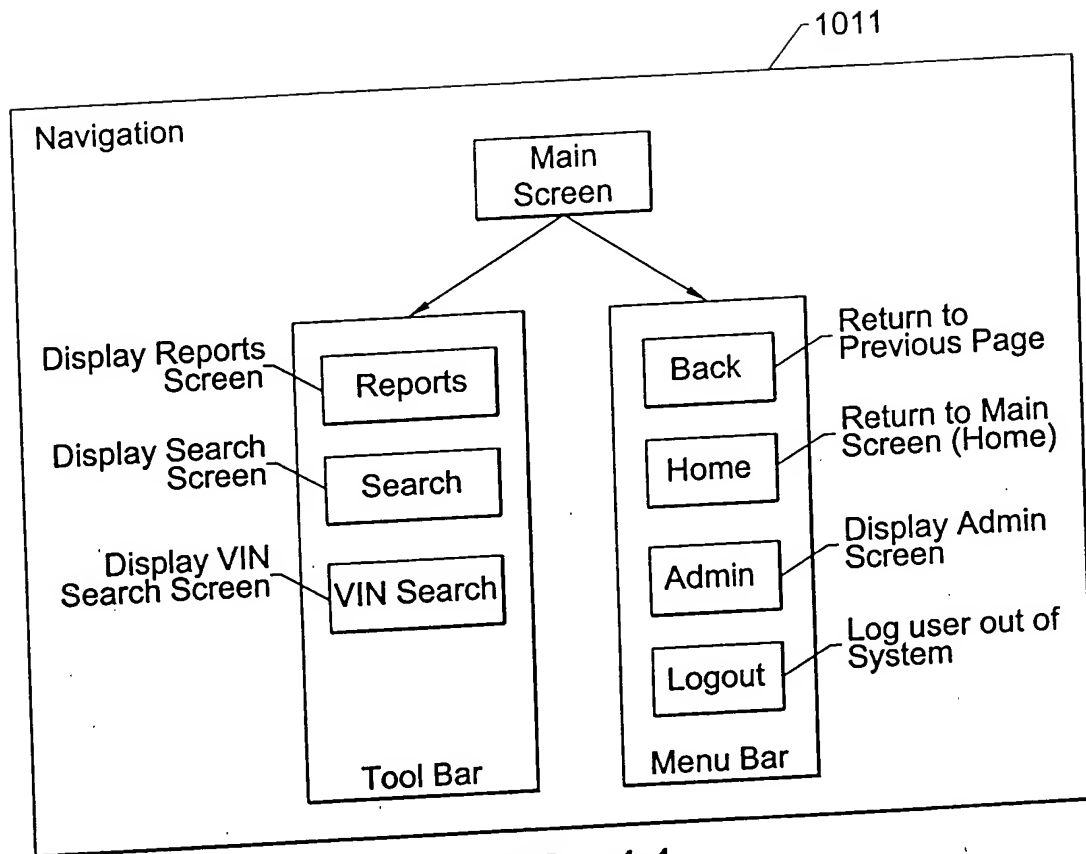 1011
Navigation
Main
Screen
Display Reports
Screen
Reports
Display Search
Screen
Search
Display VIN
Search Screen
VIN Search
Tool Bar
Back
Return to
Previous Page
Home
Return to Main
Screen (Home)
Admin
Display Admin
Screen
Logout
Log user out of
System
Menu Bar